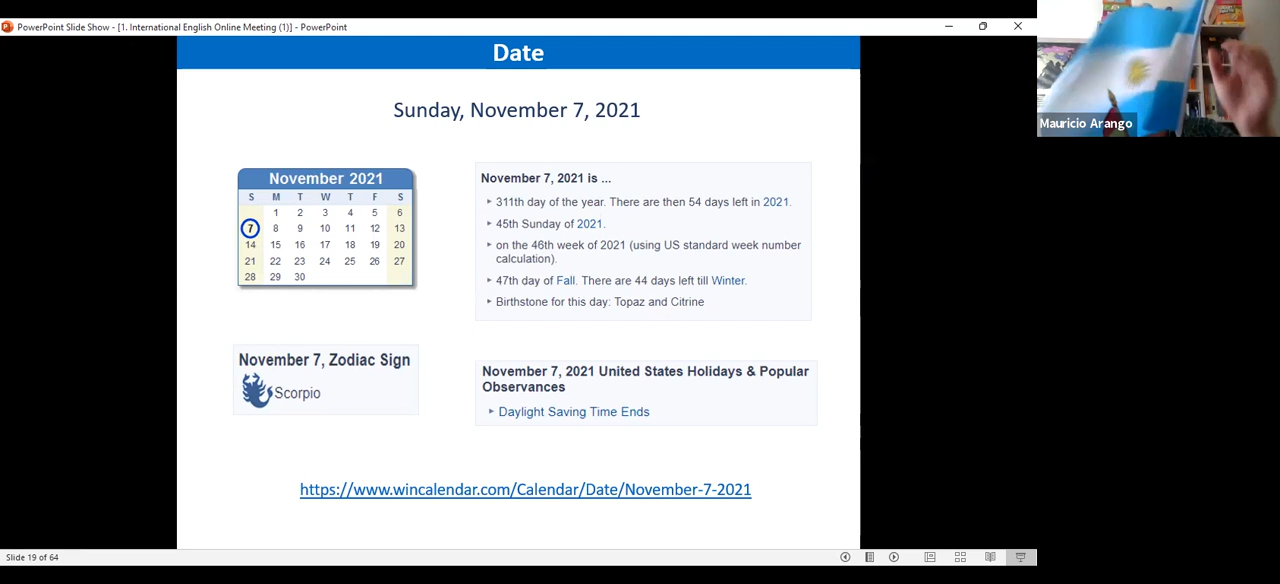 PowerPoint Slide Show - [1. International English Online Meeting (1)] - PowerPoint
Date
Sunday, November 7, 2021
November 2021
S M T W T F S
1 2 3 4 5 6
7 8 9 10 11 12 13
14 15 16 17 18 19 20
21 22 23 24 25 26 27
28 29 30
November 7, 2021 is ...
311th day of the year. There are then 54 days left in 2021.
45th Sunday of 2021.
on the 46th week of 2021 (using US standard week number
calculation).
47th day of Fall. There are 44 days left till Winter.
Birthstone for this day: Topaz and Citrine
November 7, Zodiac Sign
Scorpio
November 7, 2021 United States Holidays & Popular
Observances
Daylight Saving Time Ends
https://www.wincalendar.com/Calendar/Date/November-7-2021
Slide 19 of 64
Mauricio Arango